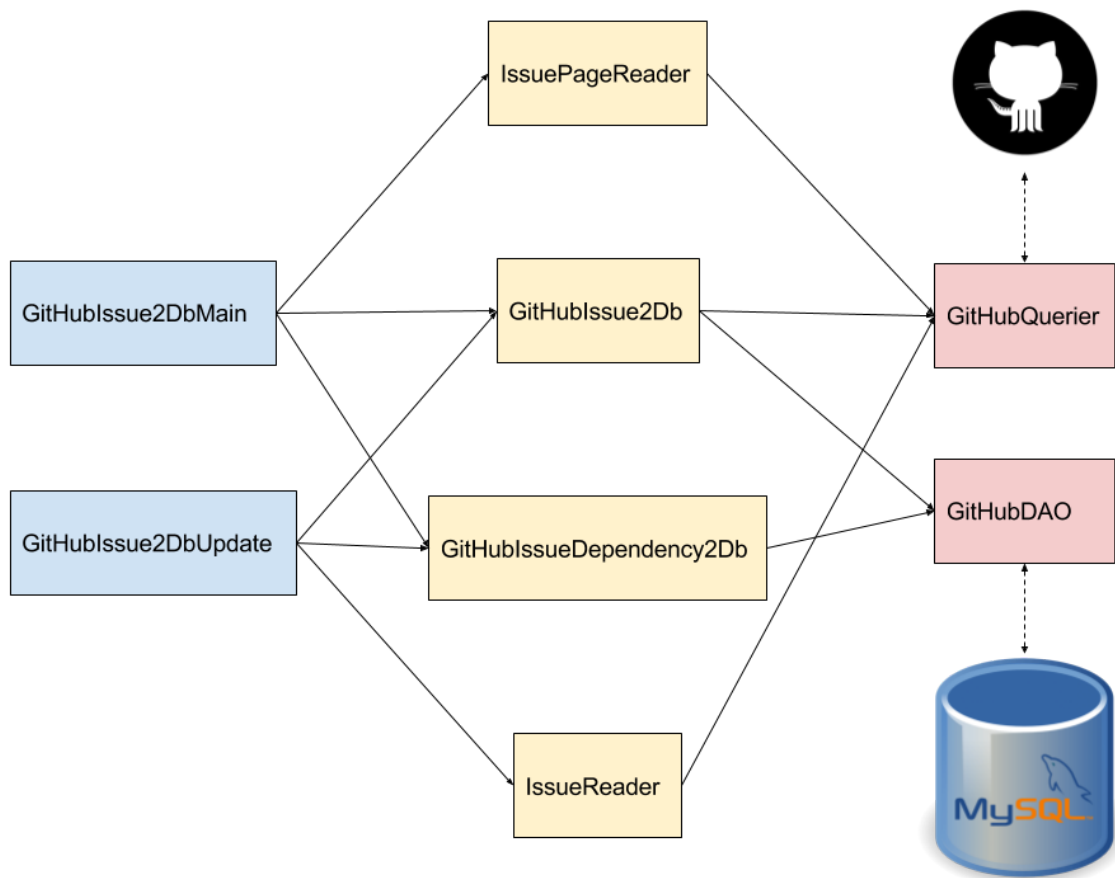 IssuePageReader
GitHubIssue2DbMain
GitHubIssue2Db
GitHubQuerier
GitHubIssue2DbUpdate
GitHubIssueDependency2Db
GitHubDAO
IssueReader
MySQL